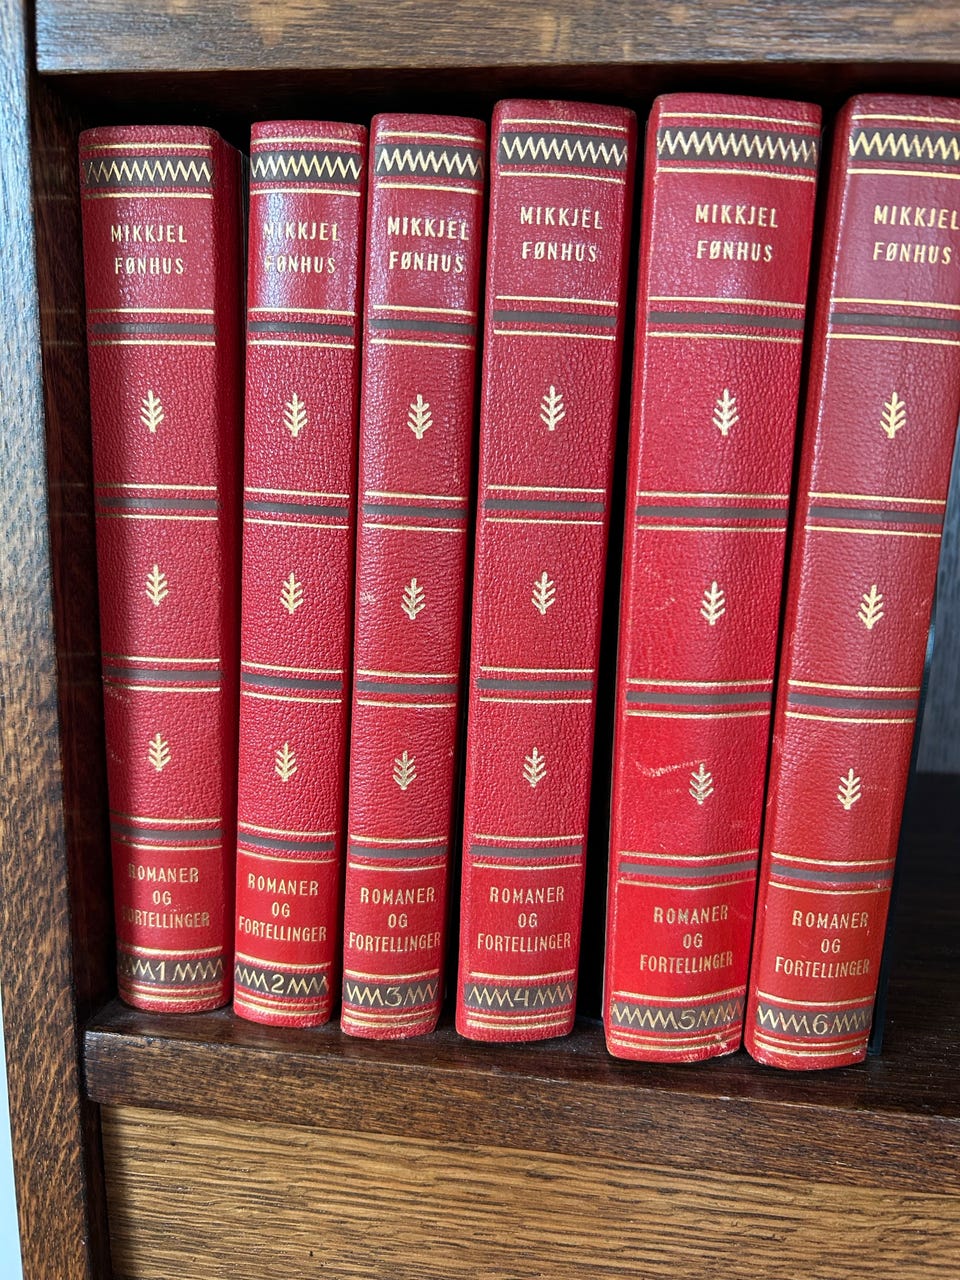 MIKKJEL
FØNHUS
ROMANER
OG
FORTELLINGER
1
MIKKJEL
FØNHUS
ROMANER
OG
FORTELLINGER
2
MIKKJEL
FØNHUS
ROMANER
OG
FORTELLINGER
3
MIKKJEL
FØNHUS
ROMANER
OG
FORTELLINGER
4
MIKKJEL
FØNHUS
ROMANER
OG
FORTELLINGER
5
MIKKJEL
FØNHUS
ROMANER
OG
FORTELLINGER
6